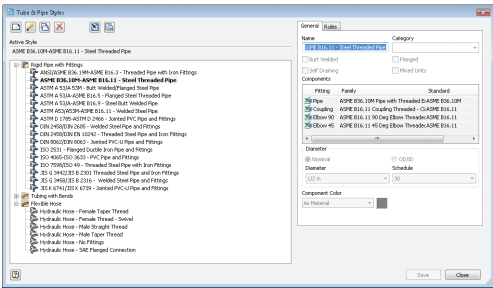 Tube & Pipe Styles
Active Style
ASME B36.10M-ASME B16.11 - Steel Threaded Pipe
Rigid Pipe with Fittings
ANSI/ASME B36.19M-ASME B16.3 - Threaded Pipe with Iron Fittings
ASME B36.10M-ASME B16.11 - Steel Threaded Pipe
ASTM A 53/A 53M - Butt Welded/Flanged Steel Pipe
ASTM A 53/A-ASME B16.5 - Flanged Steel Threaded Pipe
ASTM A 53/A-ASME B16.9 - Steel Butt Welded Pipe
ASTM A53/A53M-ASME B16.11 - Welded Steel Pipe
ASTM D 1785-ASTM D 2466 - Jointed PVC Pipe and Fittings
DIN 2458/DIN 2605 - Welded Steel Pipe and Fittings
DIN 2458/DIN EN 10242 - Threaded Steel Pipe and Iron Fittings
DIN 8062/DIN 8063 - Jointed PVC-U Pipe and Fittings
ISO 2531 - Flanged Ductile Iron Pipe and Fittings
ISO 4065-ISO 3633 - PVC Pipe and Fittings
ISO 7598/ISO 49 - Threaded Steel Pipe with Iron Fittings
JIS G 3442/JIS B 2301 Threaded Steel Pipe and Iron Fittings
JIS G 3458/JIS B 2316 - Welded Steel Pipe and Fittings
JIS K 6741/JIS K 6739 - Jointed PVC-U Pipe and Fittings
Tubing with Bends
Flexible Hose
Hydraulic Hose - Female Taper Thread
Hydraulic Hose - Female Thread - Swivel
Hydraulic Hose - Male Straight Thread
Hydraulic Hose - Male Taper Thread
Hydraulic Hose - No Fittings
Hydraulic Hose - SAE Flanged Connection
General Rules
Name Category
ASME B16.11 - Steel Threaded Pipe
Butt Welded Flanged
Self Draining Mixed Units
Components
Fitting Family Standard
Pipe ASME B36.10M Pipe with Threaded E ASME B36.10M
Coupling ASME B16.11 Coupling Threaded - Cl ASME B16.11
Elbow 90 ASME B16.11 90 Deg Elbow Threade ASME B16.11
Elbow 45 ASME B16.11 45 Deg Elbow Threade ASME B16.11
Diameter
Nominal OD/ID
Diameter Schedule
1/2 in
Component Color
As Material
Save Close